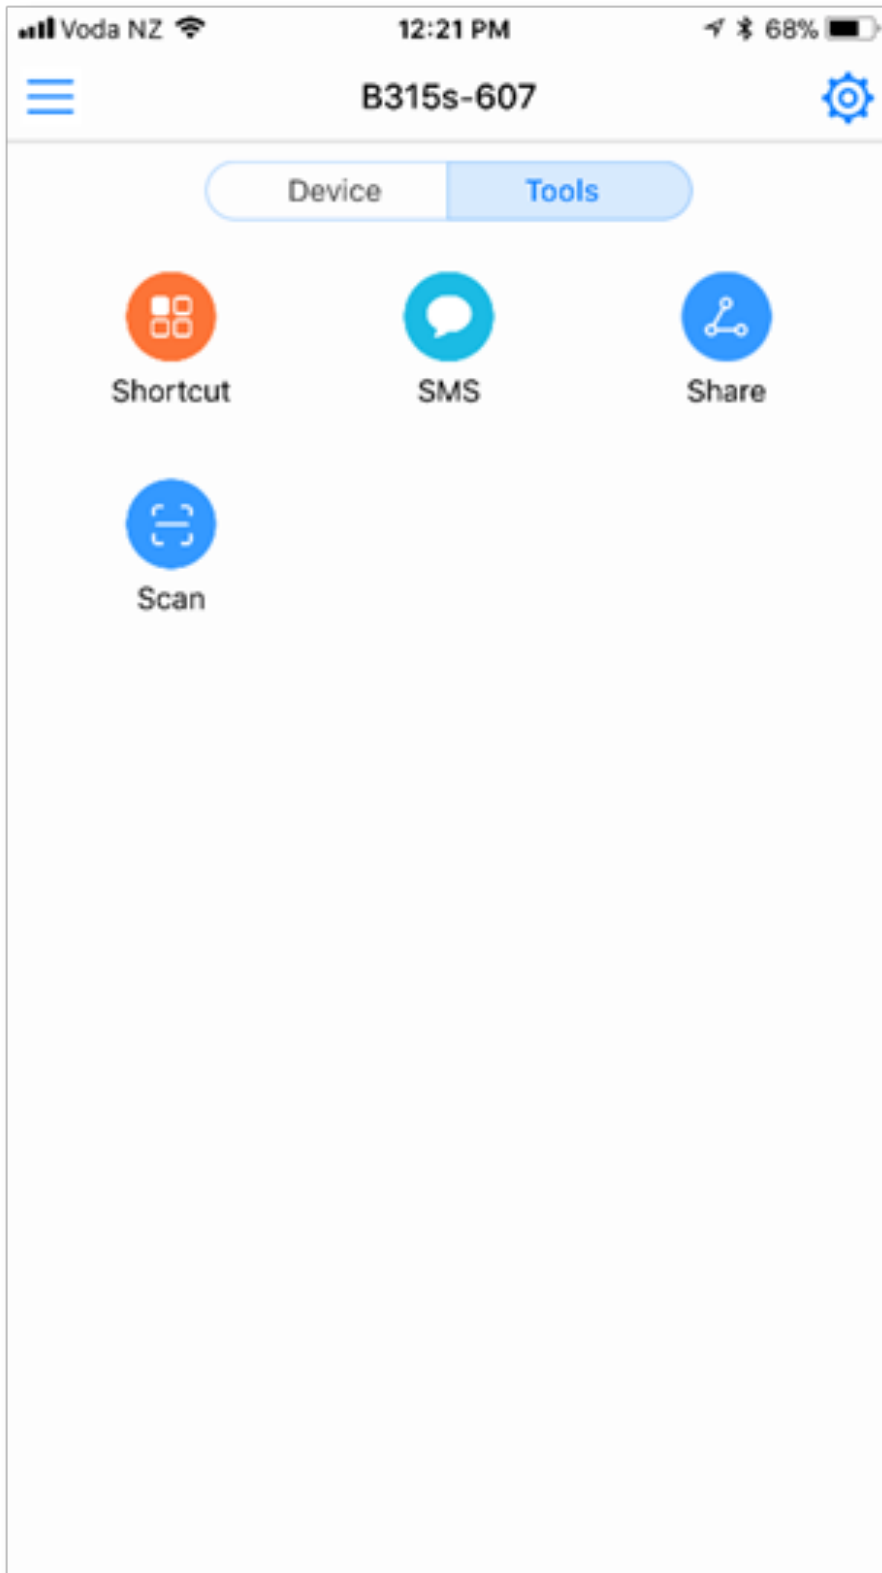 Voda NZ 12:21 PM 68%
B315s-607
Device Tools
Shortcut SMS Share
Scan